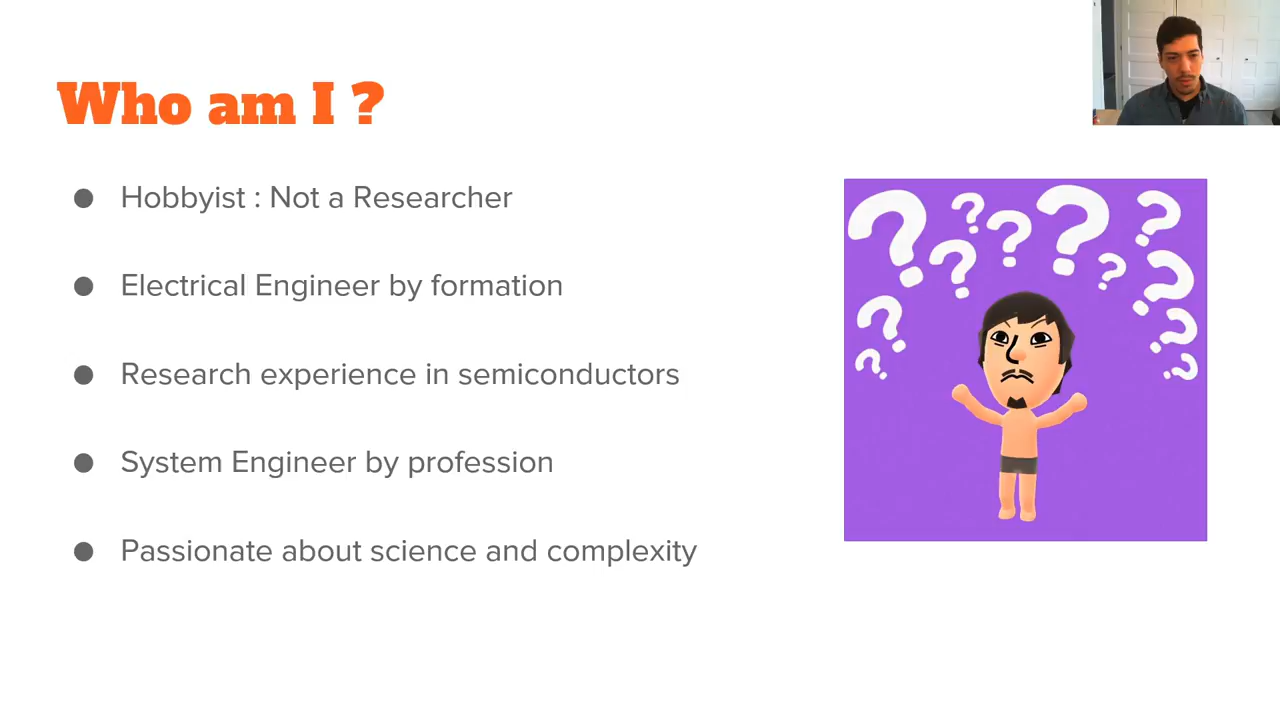 Who am I ?
● Hobbyist : Not a Researcher
● Electrical Engineer by formation
● Research experience in semiconductors
● System Engineer by profession
● Passionate about science and complexity
? ? ? ? ? ? ? ? ? ? ? ?